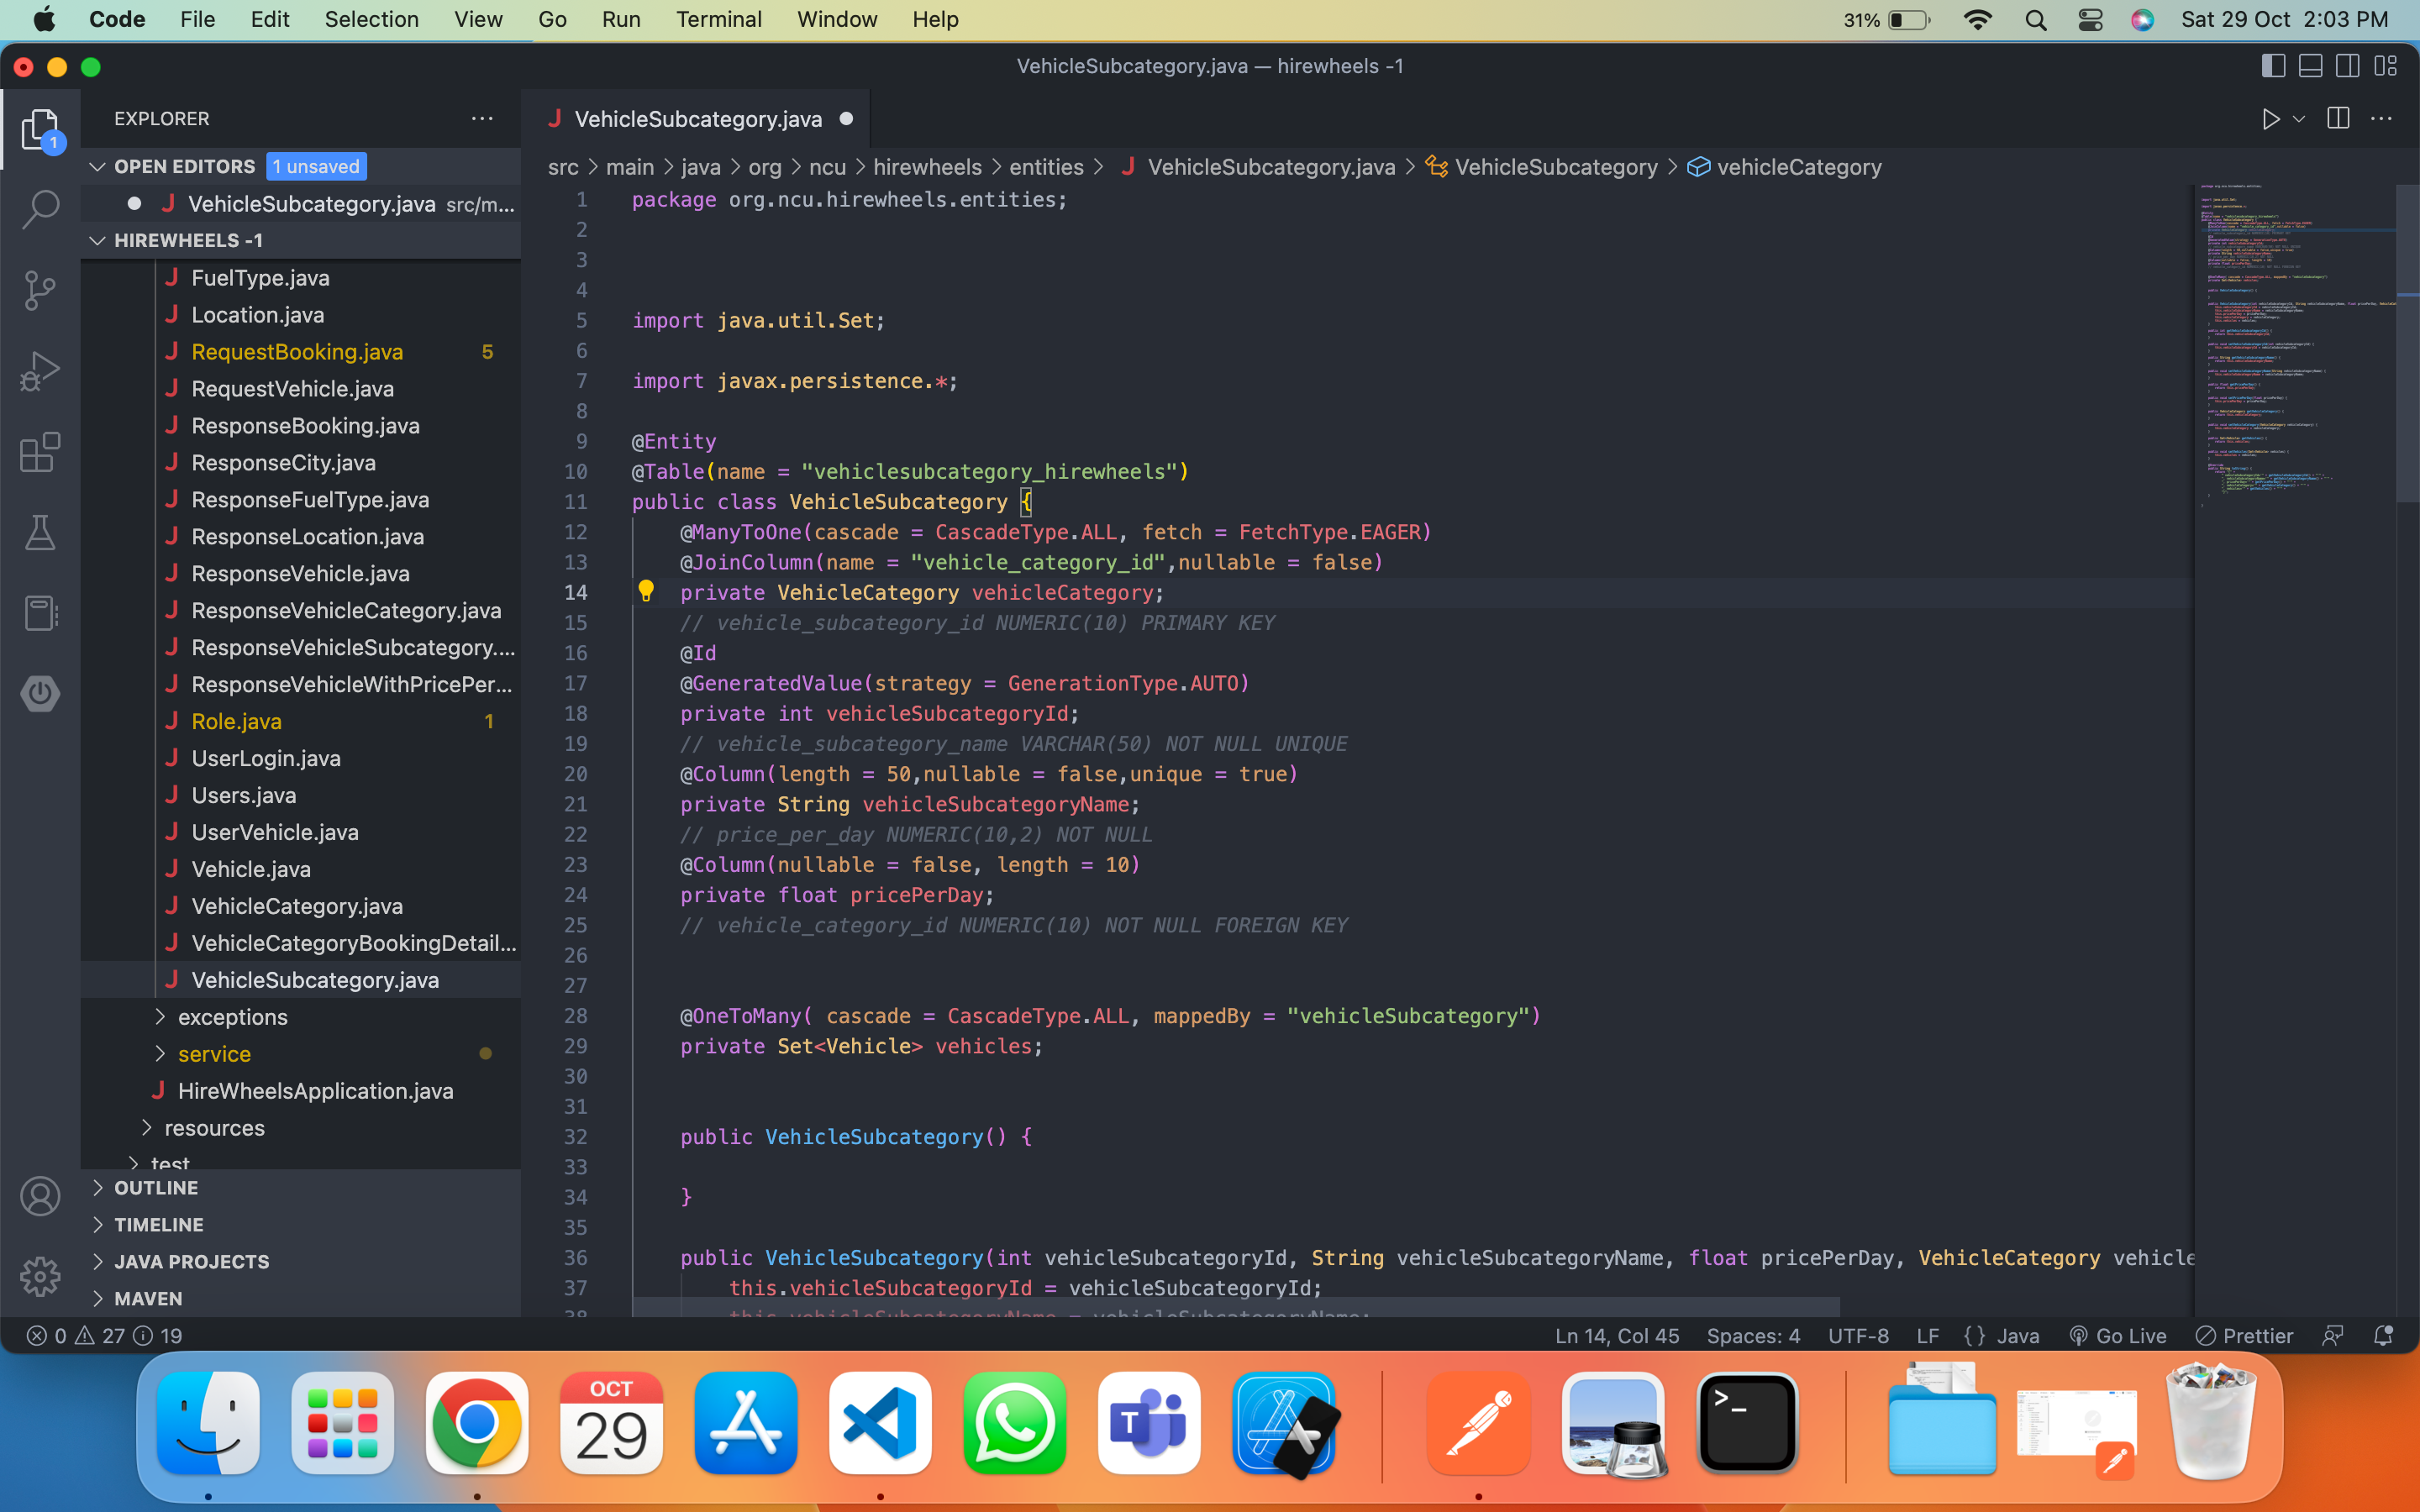 Code File Edit Selection View Go Run Terminal Window Help 31% Sat 29 Oct 2:03 PM
VehicleSubcategory.java — hirewheels -1
EXPLORER
1
OPEN EDITORS 1 unsaved
VehicleSubcategory.java src/m...
HIREWHEELS -1
FuelType.java
Location.java
RequestBooking.java 5
RequestVehicle.java
ResponseBooking.java
ResponseCity.java
ResponseFuelType.java
ResponseLocation.java
ResponseVehicle.java
ResponseVehicleCategory.java
ResponseVehicleSubcategory....
ResponseVehicleWithPricePer...
Role.java 1
UserLogin.java
Users.java
UserVehicle.java
Vehicle.java
VehicleCategory.java
VehicleCategoryBookingDetail...
VehicleSubcategory.java
exceptions
service
HireWheelsApplication.java
resources
test
OUTLINE
TIMELINE
JAVA PROJECTS
MAVEN
J VehicleSubcategory.java
src > main > java > org > ncu > hirewheels > entities > J VehicleSubcategory.java > VehicleSubcategory > vehicleCategory
1 package org.ncu.hirewheels.entities;
2
3
4
5 import java.util.Set;
6
7 import javax.persistence.*;
8
9 @Entity
10 @Table(name = "vehiclesubcategory_hirewheels")
11 public class VehicleSubcategory {
12 @ManyToOne(cascade = CascadeType.ALL, fetch = FetchType.EAGER)
13 @JoinColumn(name = "vehicle_category_id",nullable = false)
14 private VehicleCategory vehicleCategory;
15 // vehicle_subcategory_id NUMERIC(10) PRIMARY KEY
16 @Id
17 @GeneratedValue(strategy = GenerationType.AUTO)
18 private int vehicleSubcategoryId;
19 // vehicle_subcategory_name VARCHAR(50) NOT NULL UNIQUE
20 @Column(length = 50,nullable = false,unique = true)
21 private String vehicleSubcategoryName;
22 // price_per_day NUMERIC(10,2) NOT NULL
23 @Column(nullable = false, length = 10)
24 private float pricePerDay;
25 // vehicle_category_id NUMERIC(10) NOT NULL FOREIGN KEY
26
27
28 @OneToMany( cascade = CascadeType.ALL, mappedBy = "vehicleSubcategory")
29 private Set<Vehicle> vehicles;
30
31
32 public VehicleSubcategory() {
33
34 }
35
36 public VehicleSubcategory(int vehicleSubcategoryId, String vehicleSubcategoryName, float pricePerDay, VehicleCategory vehicle
37 this.vehicleSubcategoryId = vehicleSubcategoryId;
38 this.vehicleSubcategoryName = vehicleSubcategoryName;
0 27 19 Ln 14, Col 45 Spaces: 4 UTF-8 LF {} Java Go Live Prettier
OCT
29
T
>_